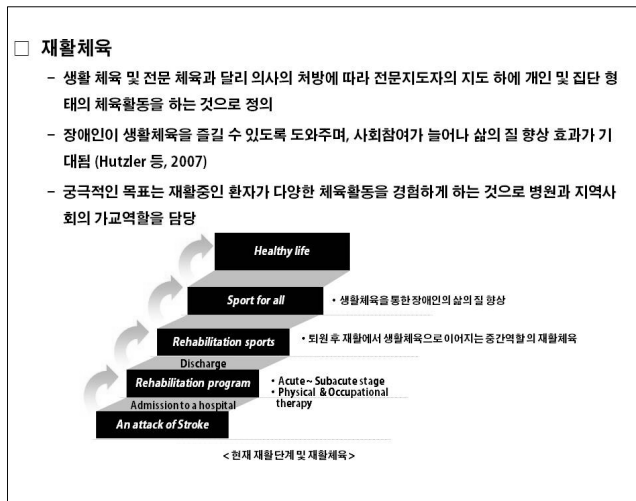 □ 재활체육
– 생활 체육 및 전문 체육과 달리 의사의 처방에 따라 전문지도자의 지도 하에 개인 및 집단 형
태의 체육활동을 하는 것으로 정의
– 장애인이 생활체육을 즐길 수 있도록 도와주며, 사회참여가 늘어나 삶의 질 향상 효과가 기
대됨 (Hutzler 등, 2007)
– 궁극적인 목표는 재활중인 환자가 다양한 체육활동을 경험하게 하는 것으로 병원과 지역사
회의 가교역할을 담당
Healthy life
Sport for all
• 생활체육을 통한 장애인의 삶의 질 향상
Rehabilitation sports
• 퇴원 후 재활에서 생활체육으로 이어지는 중간역할의 재활체육
Discharge
Rehabilitation program
• Acute ~ Subacute stage
• Physical & Occupational
therapy
Admission to a hospital
An attack of Stroke
< 현재 재활 단계 및 재활체육 >